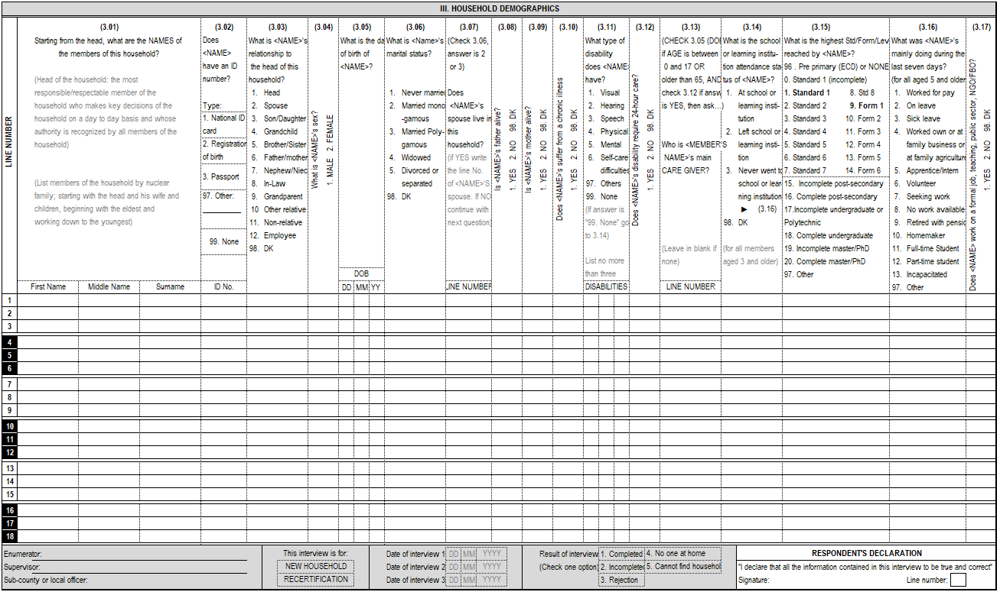 III. HOUSEHOLD DEMOGRAPHICS
LINE NUMBER
(3.01)
Starting from the head, what are the NAMES of
the members of this household?
(Head of the household: the most
responsible/respectable member of the
household who makes key decisions of the
household on a day to day basis and whose
authority is recognized by all members of the
household)
(List members of the household by nuclear
family; starting with the head and his wife and
children, beginning with the eldest and
working down to the youngest)
First Name
Middle Name
Surname
(3.02)
Does
<NAME>
have an ID
number?
Type:
1. National ID
card
2. Registration
of birth
3. Passport
97. Other:
99. None
ID No.
(3.03)
What is <NAME>'s
relationship to
the head of this
household?
1. Head
2. Spouse
3. Son/Daughter
4. Grandchild
5. Brother/Sister
6. Father/mother
7. Nephew/Niec
8. In-Law
9. Grandparent
10 Other relative
11. Non-relative
12. Employee
98. DK
(3.04)
What is <NAME>'s sex?
1. MALE 2. FEMALE
(3.05)
What is the da
of birth of
<NAME>?
DOB
DD MM YY
(3.06)
What is <Name>'s
marital status?
1. Never married
2. Married mono
-gamous
3. Married Poly-
gamous
4. Widowed
5. Divorced or
separated
98. DK
(3.07)
(Check 3.06,
answer is 2
or 3)
Does
<NAME>'s
spouse live in
this
household?
(if YES write
the line No.
of <NAME>'S
spouse. If NO
continue with
next question
LINE NUMBER
(3.08)
Is <NAME>'s father alive?
1. YES 2. NO 98. DK
(3.09)
Is <NAME>'s mother alive?
1. YES 2. NO 98. DK
(3.10)
Does <NAME>'s suffer from a chronic illness
1. YES 2. NO 98. DK
(3.11)
What type of
disability
does <NAME>
have?
1. Visual
2. Hearing
3. Speech
4. Physical
5. Mental
6. Self-care
difficulties
97. Others
99. None
(If answer is
"99. None" go
to 3.14)
List no more
than three
DISABILITIES
(3.12)
Does <NAME>'s disability require 24-hour care?
1. YES 2. NO 98. DK
(3.13)
(CHECK 3.05 (DOB
if AGE is between
0 and 17 OR
older than 65, AND
check 3.12 if answ
is YES, then ask...)
Who is <MEMBER'S
NAME>'s main
CARE GIVER?
(Leave in blank if
none)
LINE NUMBER
(3.14)
What is the school
or learning institu-
tion attendance sta
tus of <NAME>?
1. At school or
learning insti-
tution
2. Left school or
learning insti-
tion
3. Never went to
school or lear
ning institution
▶ (3.16)
98. DK
(for all members
aged 3 and older)
(3.15)
What is the highest Std/Form/Lev
reached by <NAME>?
96 . Pre primary (ECD) or NONE
0. Standard 1 (incomplete)
1. Standard 1 8. Std 8
2. Standard 2 9. Form 1
3. Standard 3 10. Form 2
4. Standard 4 11. Form 3
5. Standard 5 12. Form 4
6. Standard 6 13. Form 5
7. Standard 7 14. Form 6
15. Incomplete post-secondary
16. Complete post-secondary
17.Incomplete undergraduate or
Polytechnic
18. Complete undergraduate
19. Incomplete master/PhD
20. Complete master/PhD
97. Other
(3.16)
What was <NAME>'s
mainly doing during the
last seven days?
(for all aged 5 and older
1. Worked for pay
2. On leave
3. Sick leave
4. Worked own or at
family business or
at family agriculture
5. Apprentice/Intern
6. Volunteer
7. Seeking work
8. No work available
9. Retired with pensio
10. Homemaker
11. Full-time Student
12. Part-time student
13. Incapacitated
97. Other
(3.17)
Does <NAME> work on a formal job, teaching, public sector, NGO/FBO?
1. YES 2. NO 98. DK
1
2
3
4
5
6
7
8
9
10
11
12
13
14
15
16
17
18
Enumerator:
Supervisor:
Sub-county or local officer:
This interview is for:
NEW HOUSEHOLD
RECERTIFICATION
Date of interview 1 DD MM YYYY
Date of interview 2 DD MM YYYY
Date of interview 3 DD MM YYYY
Result of interview 1. Completed 4. No one at home
(Check one option) 2. Incomplete 5. Cannot find househol
3. Rejection
RESPONDENT'S DECLARATION
"I declare that all the information contained in this interview to be true and correct"
Signature: Line number: